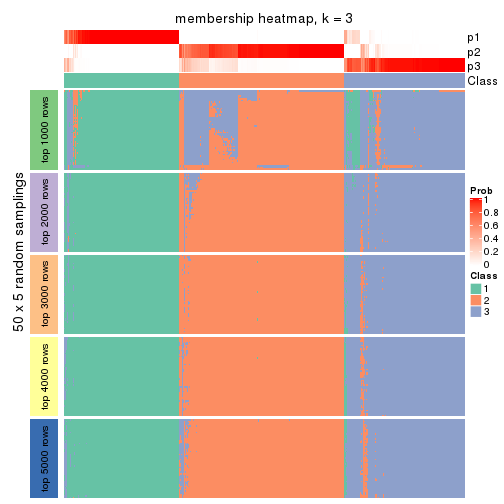 membership heatmap, k = 3
p1
p2
p3
Class
50 x 5 random samplings
top 1000 rows
top 2000 rows
top 3000 rows
top 4000 rows
top 5000 rows
Prob
1
0.8
0.6
0.4
0.2
0
Class
1
2
3